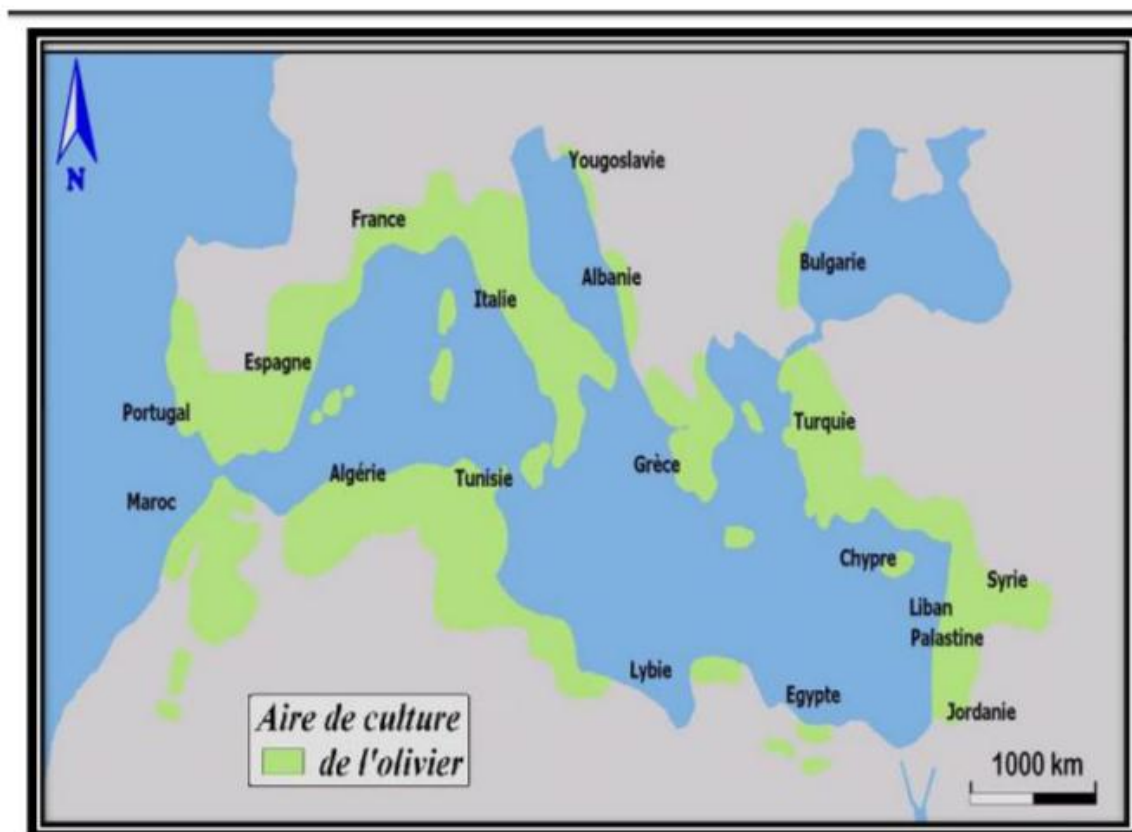 N
Yougoslavie
France
Bulgarie
Albanie
Italie
Espagne
Portugal
Turquie
Grèce
Algérie
Tunisie
Maroc
Chypre
Syrie
Liban
Palastine
Lybie
Egypte
Jordanie
Aire de culture
de l'olivier
1000 km